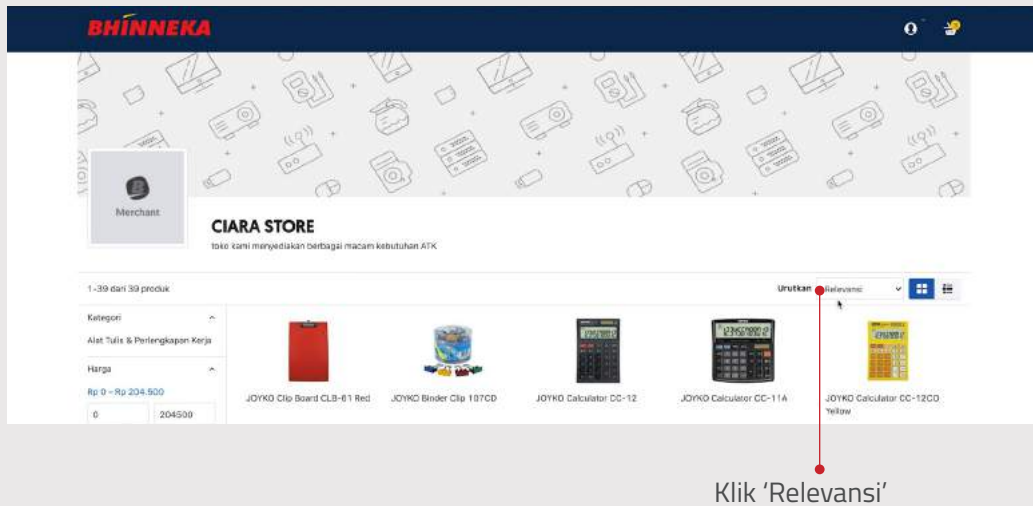 BHINNEKA
Merchant
CIARA STORE
toko kami menyediakan berbagai macam kebutuhan ATK
1-39 dari 39 produk
Urutkan
Relevansi
Kategori
Alat Tulis & Perlengkapan Kerja
Harga
Rp 0 - Rp 204.500
0
204500
JOYKO Clip Board CLB-61 Red
JOYKO Binder Clip 107CD
JOYKO Calculator CC-12
JOYKO Calculator CC-11A
JOYKO Calculator CC-12CO
Yellow
Klik ‘Relevansi’